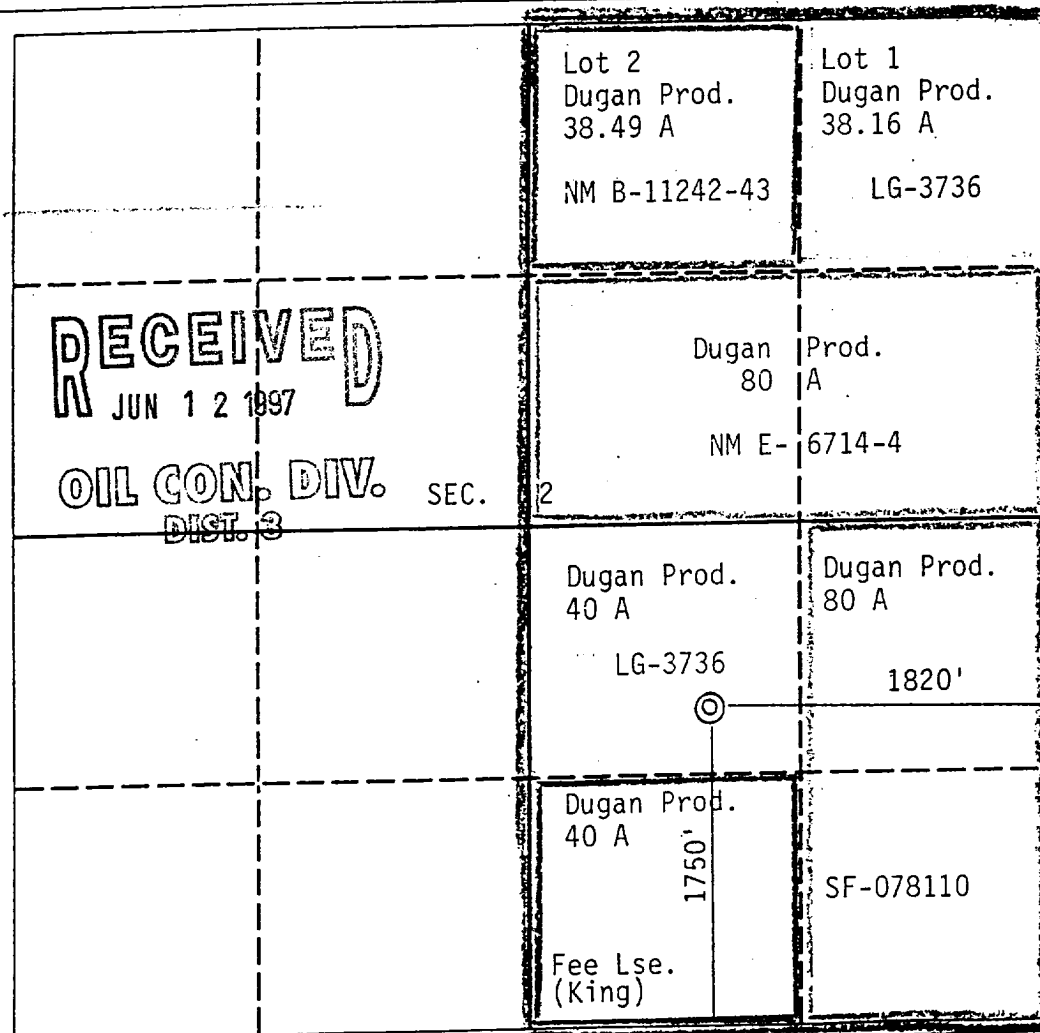 Lot 2
Dugan Prod.
38.49 A
NM B-11242-43
Lot 1
Dugan Prod.
38.16 A
LG-3736
RECEIVED
JUN 12 1997
OIL CON. DIV.
DIST. 3
Dugan Prod.
80 A
NM E-6714-4
SEC. 2
Dugan Prod.
40 A
LG-3736
Dugan Prod.
80 A
1820'
Dugan Prod.
40 A
1750'
Fee Lse.
(King)
SF-078110